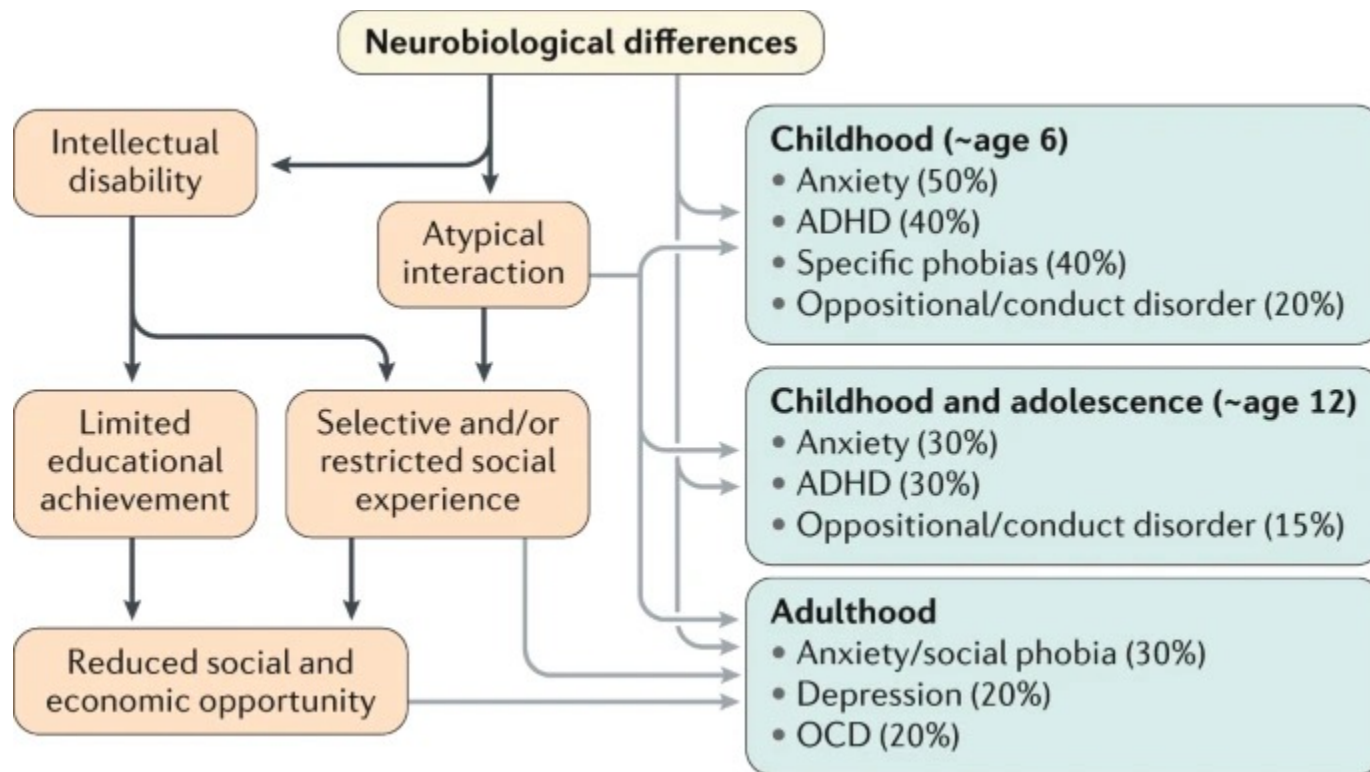 Neurobiological differences
Intellectual
disability
Atypical
interaction
Limited
educational
achievement
Selective and/or
restricted social
experience
Reduced social and
economic opportunity
Childhood (~age 6)
• Anxiety (50%)
• ADHD (40%)
• Specific phobias (40%)
• Oppositional/conduct disorder (20%)
Childhood and adolescence (~age 12)
• Anxiety (30%)
• ADHD (30%)
• Oppositional/conduct disorder (15%)
Adulthood
• Anxiety/social phobia (30%)
• Depression (20%)
• OCD (20%)